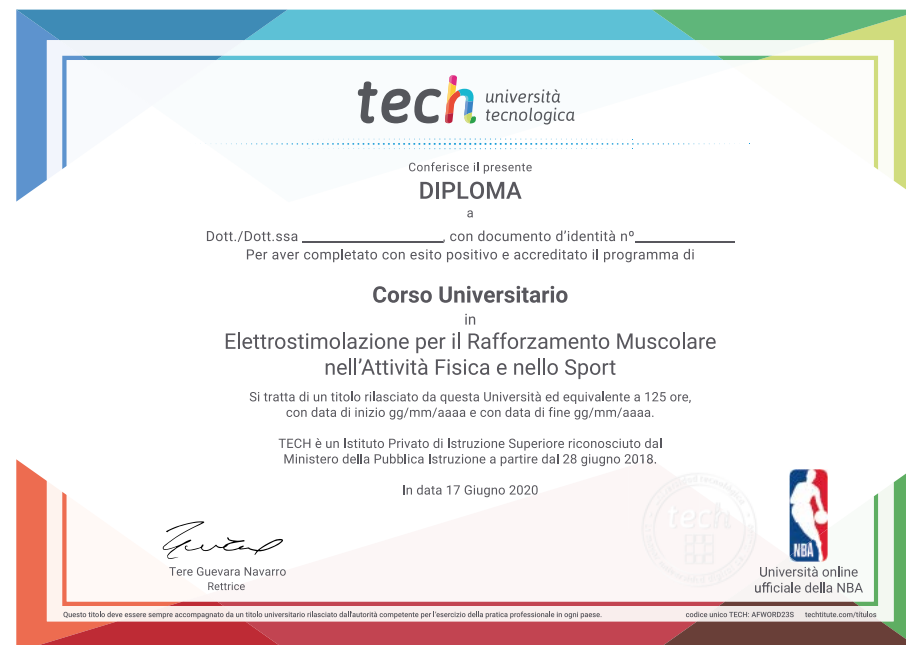 tech università
tecnologica
Conferisce il presente
DIPLOMA
a
Dott./Dott.ssa ____________, con documento d'identità nº____________
Per aver completato con esito positivo e accreditato il programma di
Corso Universitario
in
Elettrostimolazione per il Rafforzamento Muscolare
nell'Attività Fisica e nello Sport
Si tratta di un titolo rilasciato da questa Università ed equivalente a 125 ore,
con data di inizio gg/mm/aaaa e con data di fine gg/mm/aaaa.
TECH è un Istituto Privato di Istruzione Superiore riconosciuto dal
Ministero della Pubblica Istruzione a partire dal 28 giugno 2018.
In data 17 Giugno 2020
tech
NBA
Tere Guevara Navarro
Rettrice
Università online
ufficiale della NBA
Questo titolo deve essere sempre accompagnato da un titolo universitario rilasciato dall'autorità competente per l'esercizio della pratica professionale in ogni paese.
codice unico TECH: AFWORD23S techtitute.com/titulos